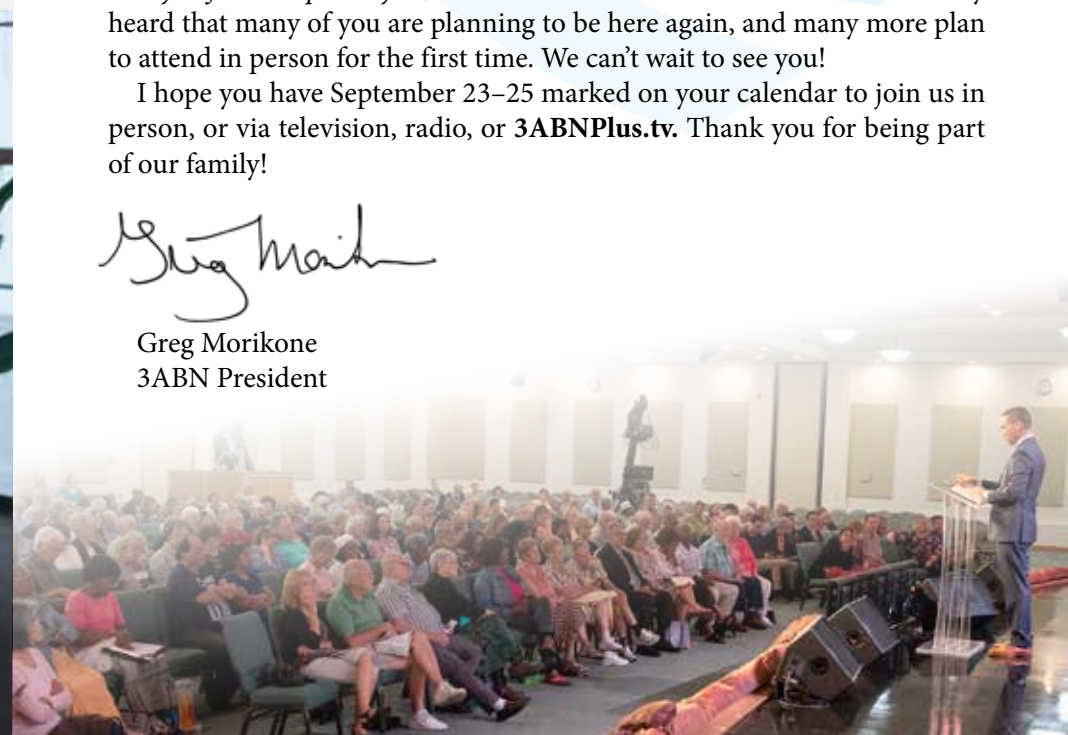 heard that many of you are planning to be here again, and many more plan
to attend in person for the first time. We can't wait to see you!
I hope you have September 23–25 marked on your calendar to join us in
person, or via television, radio, or 3ABNPlus.tv. Thank you for being part
of our family!
Greg Morikone
3ABN President